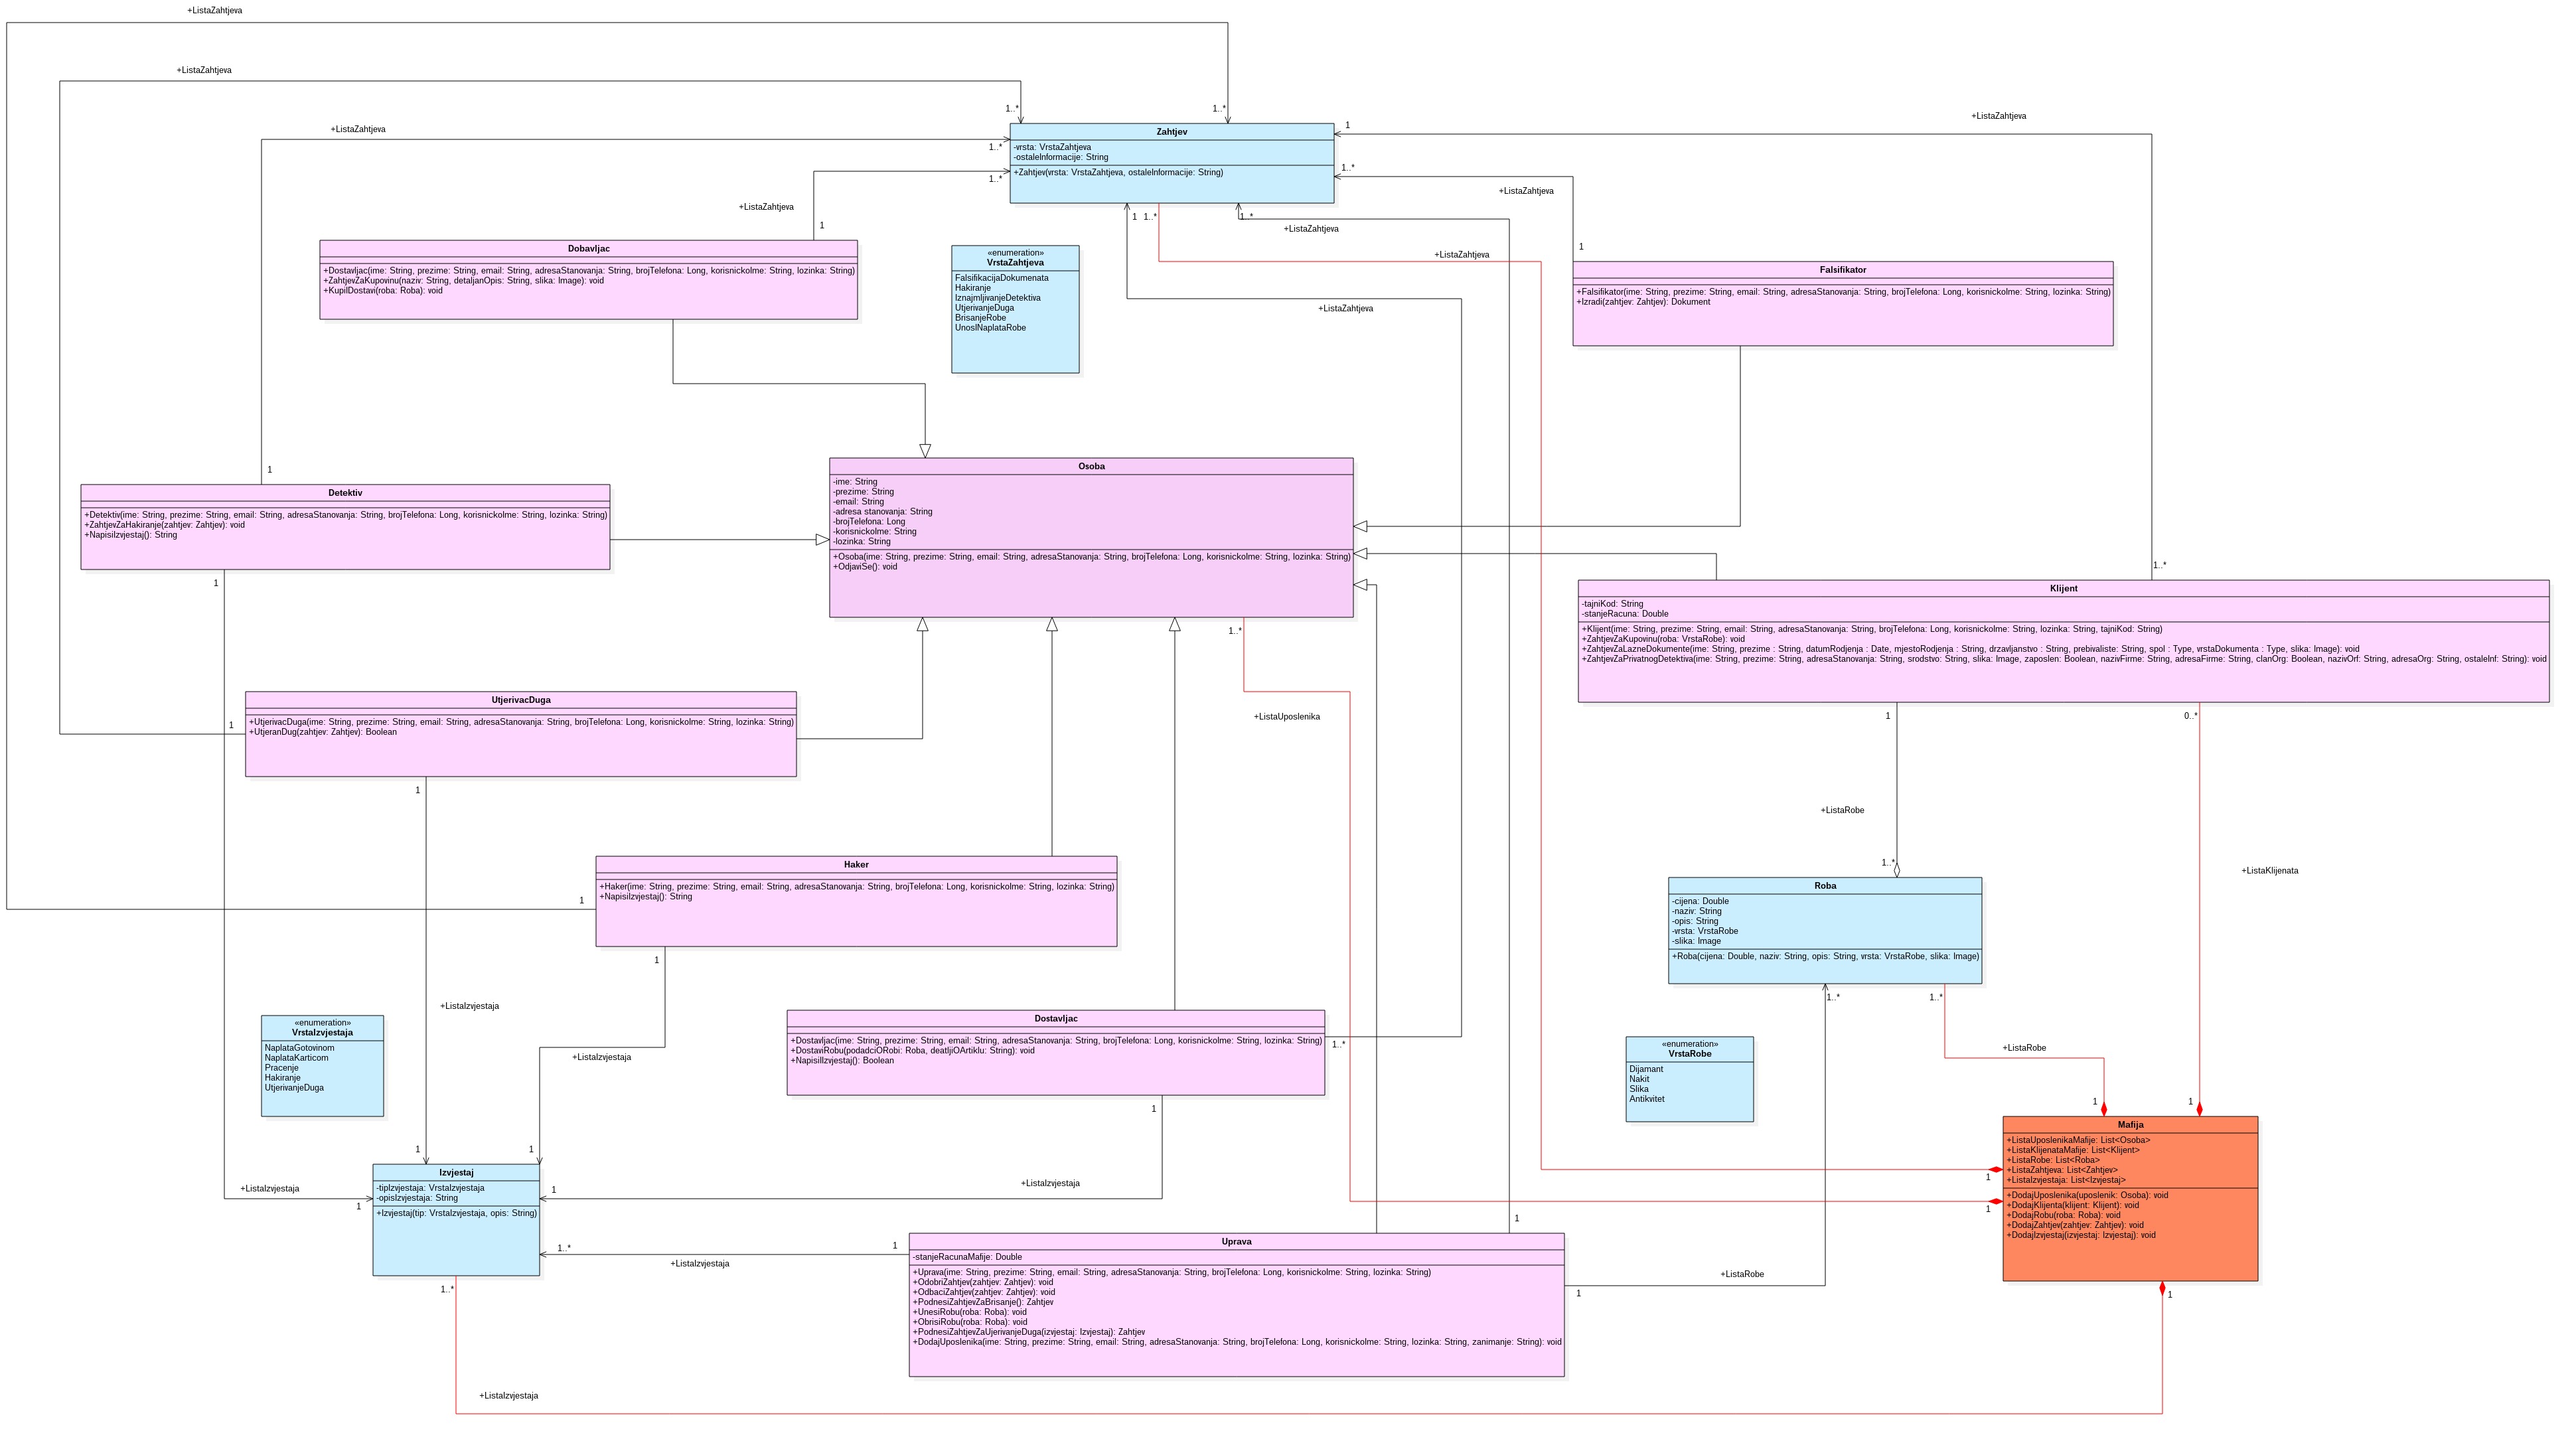 +ListaZahtjeva
+ListaZahtjeva
1..*
1..*
+ListaZahtjeva
1..*
1..*
+ListaZahtjeva
1
Zahtjev
-vrsta: VrstaZahtjeva
-ostaleInformacije: String
+Zahtjev(vrsta: VrstaZahtjeva, ostaleInformacije: String)
1
+ListaZahtjeva
1..*
+ListaZahtjeva
1
1
1..*
1..*
+ListaZahtjeva
+ListaZahtjeva
+ListaZahtjeva
Dobavljac
+Dostavljac(ime: String, prezime: String, email: String, adresaStanovanja: String, brojTelefona: Long, korisnickoIme: String, lozinka: String)
+ZahtjevZaKupovinu(naziv: String, detaljanOpis: String, slika: Image): void
+KupiIDostavi(roba: Roba): void
«enumeration»
VrstaZahtjeva
FalsifikacijaDokumenata
Hakiranje
IznajmljivanjeDetektiva
UtjerivanjeDuga
BrisanjeRobe
UnosINaplataRobe
1
Falsifikator
+Falsifikator(ime: String, prezime: String, email: String, adresaStanovanja: String, brojTelefona: Long, korisnickoIme: String, lozinka: String)
+Izradi(zahtjev: Zahtjev): Dokument
1
Detektiv
+Detektiv(ime: String, prezime: String, email: String, adresaStanovanja: String, brojTelefona: Long, korisnickoIme: String, lozinka: String)
+ZahtjevZaHakiranje(zahtjev: Zahtjev): void
+NapisiIzvjestaj(): String
1
Osoba
-ime: String
-prezime: String
-email: String
-adresa stanovanja: String
-brojTelefona: Long
-korisnickoIme: String
-lozinka: String
+Osoba(ime: String, prezime: String, email: String, adresaStanovanja: String, brojTelefona: Long, korisnickoIme: String, lozinka: String)
+OdjaviSe(): void
1..*
+ListaUposlenika
1..*
Klijent
-tajniKod: String
-stanjeRacuna: Double
+Klijent(ime: String, prezime: String, email: String, adresaStanovanja: String, brojTelefona: Long, korisnickoIme: String, lozinka: String, tajniKod: String)
+ZahtjevZaKupovinu(roba: VrstaRobe): void
+ZahtjevZaLazneDokumente(ime: String, prezime : String, datumRodjenja : Date, mjestoRodjenja : String, drzavljanstvo : String, prebivaliste: String, spol : Type, vrstaDokumenta : Type, slika: Image): void
+ZahtjevZaPrivatnogDetektiva(ime: String, prezime: String, adresaStanovanja: String, srodstvo: String, slika: Image, zaposlen: Boolean, nazivFirme: String, adresaFirme: String, clanOrg: Boolean, nazivOrf: String, adresaOrg: String, ostaleInf: String): void
1
0..*
+ListaRobe
1..*
+ListaKlijenata
1
UtjerivacDuga
+UtjerivacDuga(ime: String, prezime: String, email: String, adresaStanovanja: String, brojTelefona: Long, korisnickoIme: String, lozinka: String)
+UtjeranDug(zahtjev: Zahtjev): Boolean
1
1
Haker
+Haker(ime: String, prezime: String, email: String, adresaStanovanja: String, brojTelefona: Long, korisnickoIme: String, lozinka: String)
+NapisiIzvjestaj(): String
1
Roba
-cijena: Double
-naziv: String
-opis: String
-vrsta: VrstaRobe
-slika: Image
+Roba(cijena: Double, naziv: String, opis: String, vrsta: VrstaRobe, slika: Image)
1..*
1..*
+ListaRobe
+ListaIzvjestaja
+ListaIzvjestaja
«enumeration»
VrstaIzvjestaja
NaplataGotovinom
NaplataKarticom
Pracenje
Hakiranje
UtjerivanjeDuga
Dostavljac
+Dostavljac(ime: String, prezime: String, email: String, adresaStanovanja: String, brojTelefona: Long, korisnickoIme: String, lozinka: String)
+DostaviRobu(podadciORobi: Roba, deatljiOArtiklu: String): void
+NapisiIIzvjestaj(): Boolean
1..*
1
«enumeration»
VrstaRobe
Dijamant
Nakit
Slika
Antikvitet
1
1
Mafija
+ListaUposlenikaMafije: List<Osoba>
+ListaKlijenataMafije: List<Klijent>
+ListaRobe: List<Roba>
+ListaZahtjeva: List<Zahtjev>
+ListaIzvjestaja: List<Izvjestaj>
+DodajUposlenika(uposlenik: Osoba): void
+DodajKlijenta(klijent: Klijent): void
+DodajRobu(roba: Roba): void
+DodajZahtjev(zahtjev: Zahtjev): void
+DodajIzvjestaj(izvjestaj: Izvjestaj): void
1
1
1
1
1
Izvjestaj
-tipIzvjestaja: VrstaIzvjestaja
-opisIzvjestaja: String
+Izvjestaj(tip: VrstaIzvjestaja, opis: String)
+ListaIzvjestaja
1
1
+ListaIzvjestaja
1..*
+ListaIzvjestaja
1
1..*
+ListaIzvjestaja
1
Uprava
-stanjeRacunaMafije: Double
+Uprava(ime: String, prezime: String, email: String, adresaStanovanja: String, brojTelefona: Long, korisnickoIme: String, lozinka: String)
+OdobriZahtjev(zahtjev: Zahtjev): void
+OdbaciZahtjev(zahtjev: Zahtjev): void
+PodnesiZahtjevZaBrisanje(): Zahtjev
+UnesiRobu(roba: Roba): void
+ObrisiRobu(roba: Roba): void
+PodnesiZahtjevZaUjerivanjeDuga(izvjestaj: Izvjestaj): Zahtjev
+DodajUposlenika(ime: String, prezime: String, email: String, adresaStanovanja: String, brojTelefona: Long, korisnickoIme: String, lozinka: String, zanimanje: String): void
1
+ListaRobe